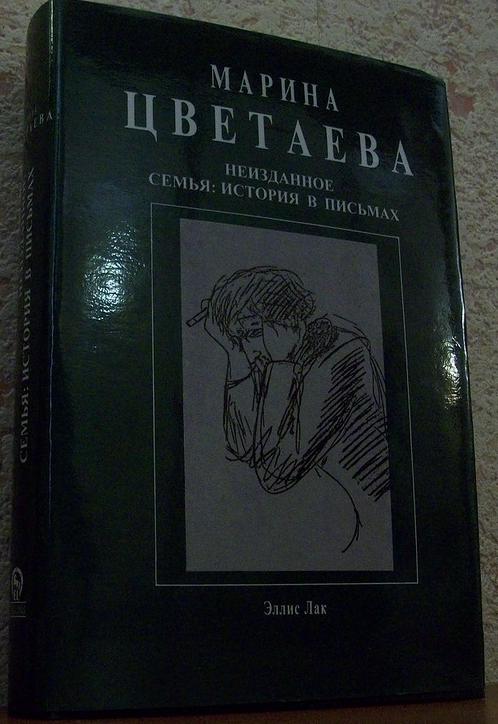 МАРИНА
ЦВЕТАЕВА
НЕИЗДАННОЕ
СЕМЬЯ: ИСТОРИЯ В ПИСЬМАХ
Эллис Лак
СЕМЬЯ: ИСТОРИЯ В ПИСЬМАХ